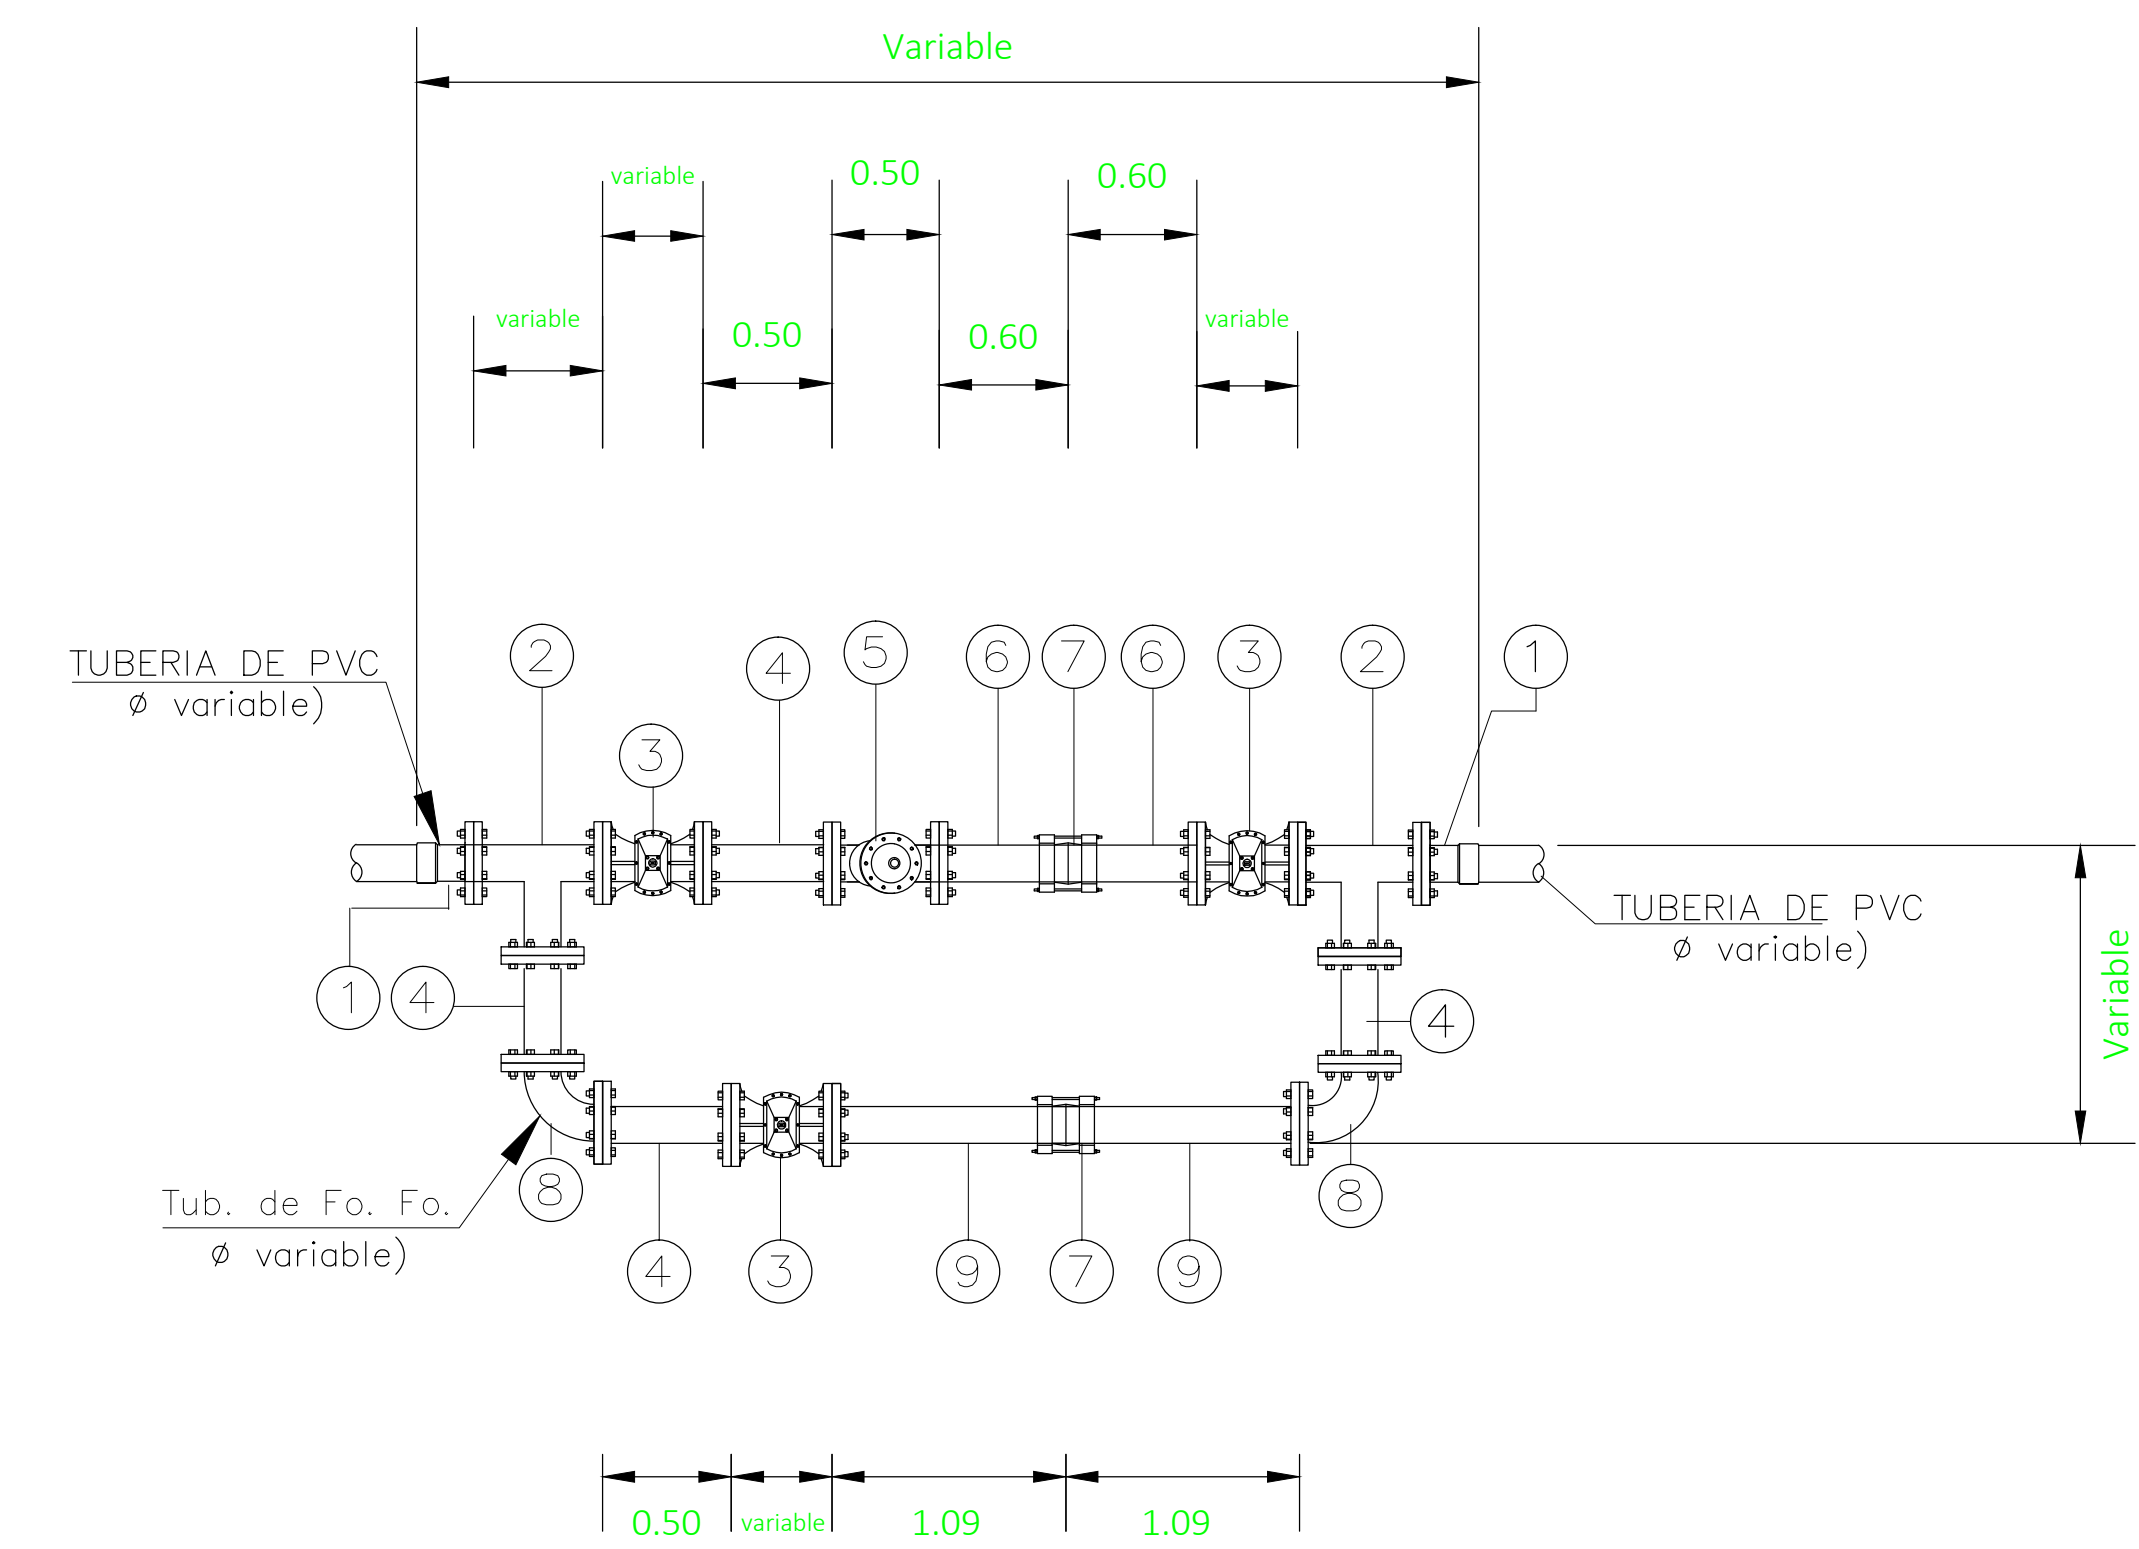 Variable
variable
0.50
0.60
variable
0.50
0.60
variable
2
4
5
6
7
6
3
2
1
TUBERIA DE PVC
Ø variable)
3
TUBERIA DE PVC
Ø variable)
Variable
1
4
4
Tub. de Fo. Fo.
Ø variable)
8
8
4
3
9
7
9
0.50
variable
1.09
1.09